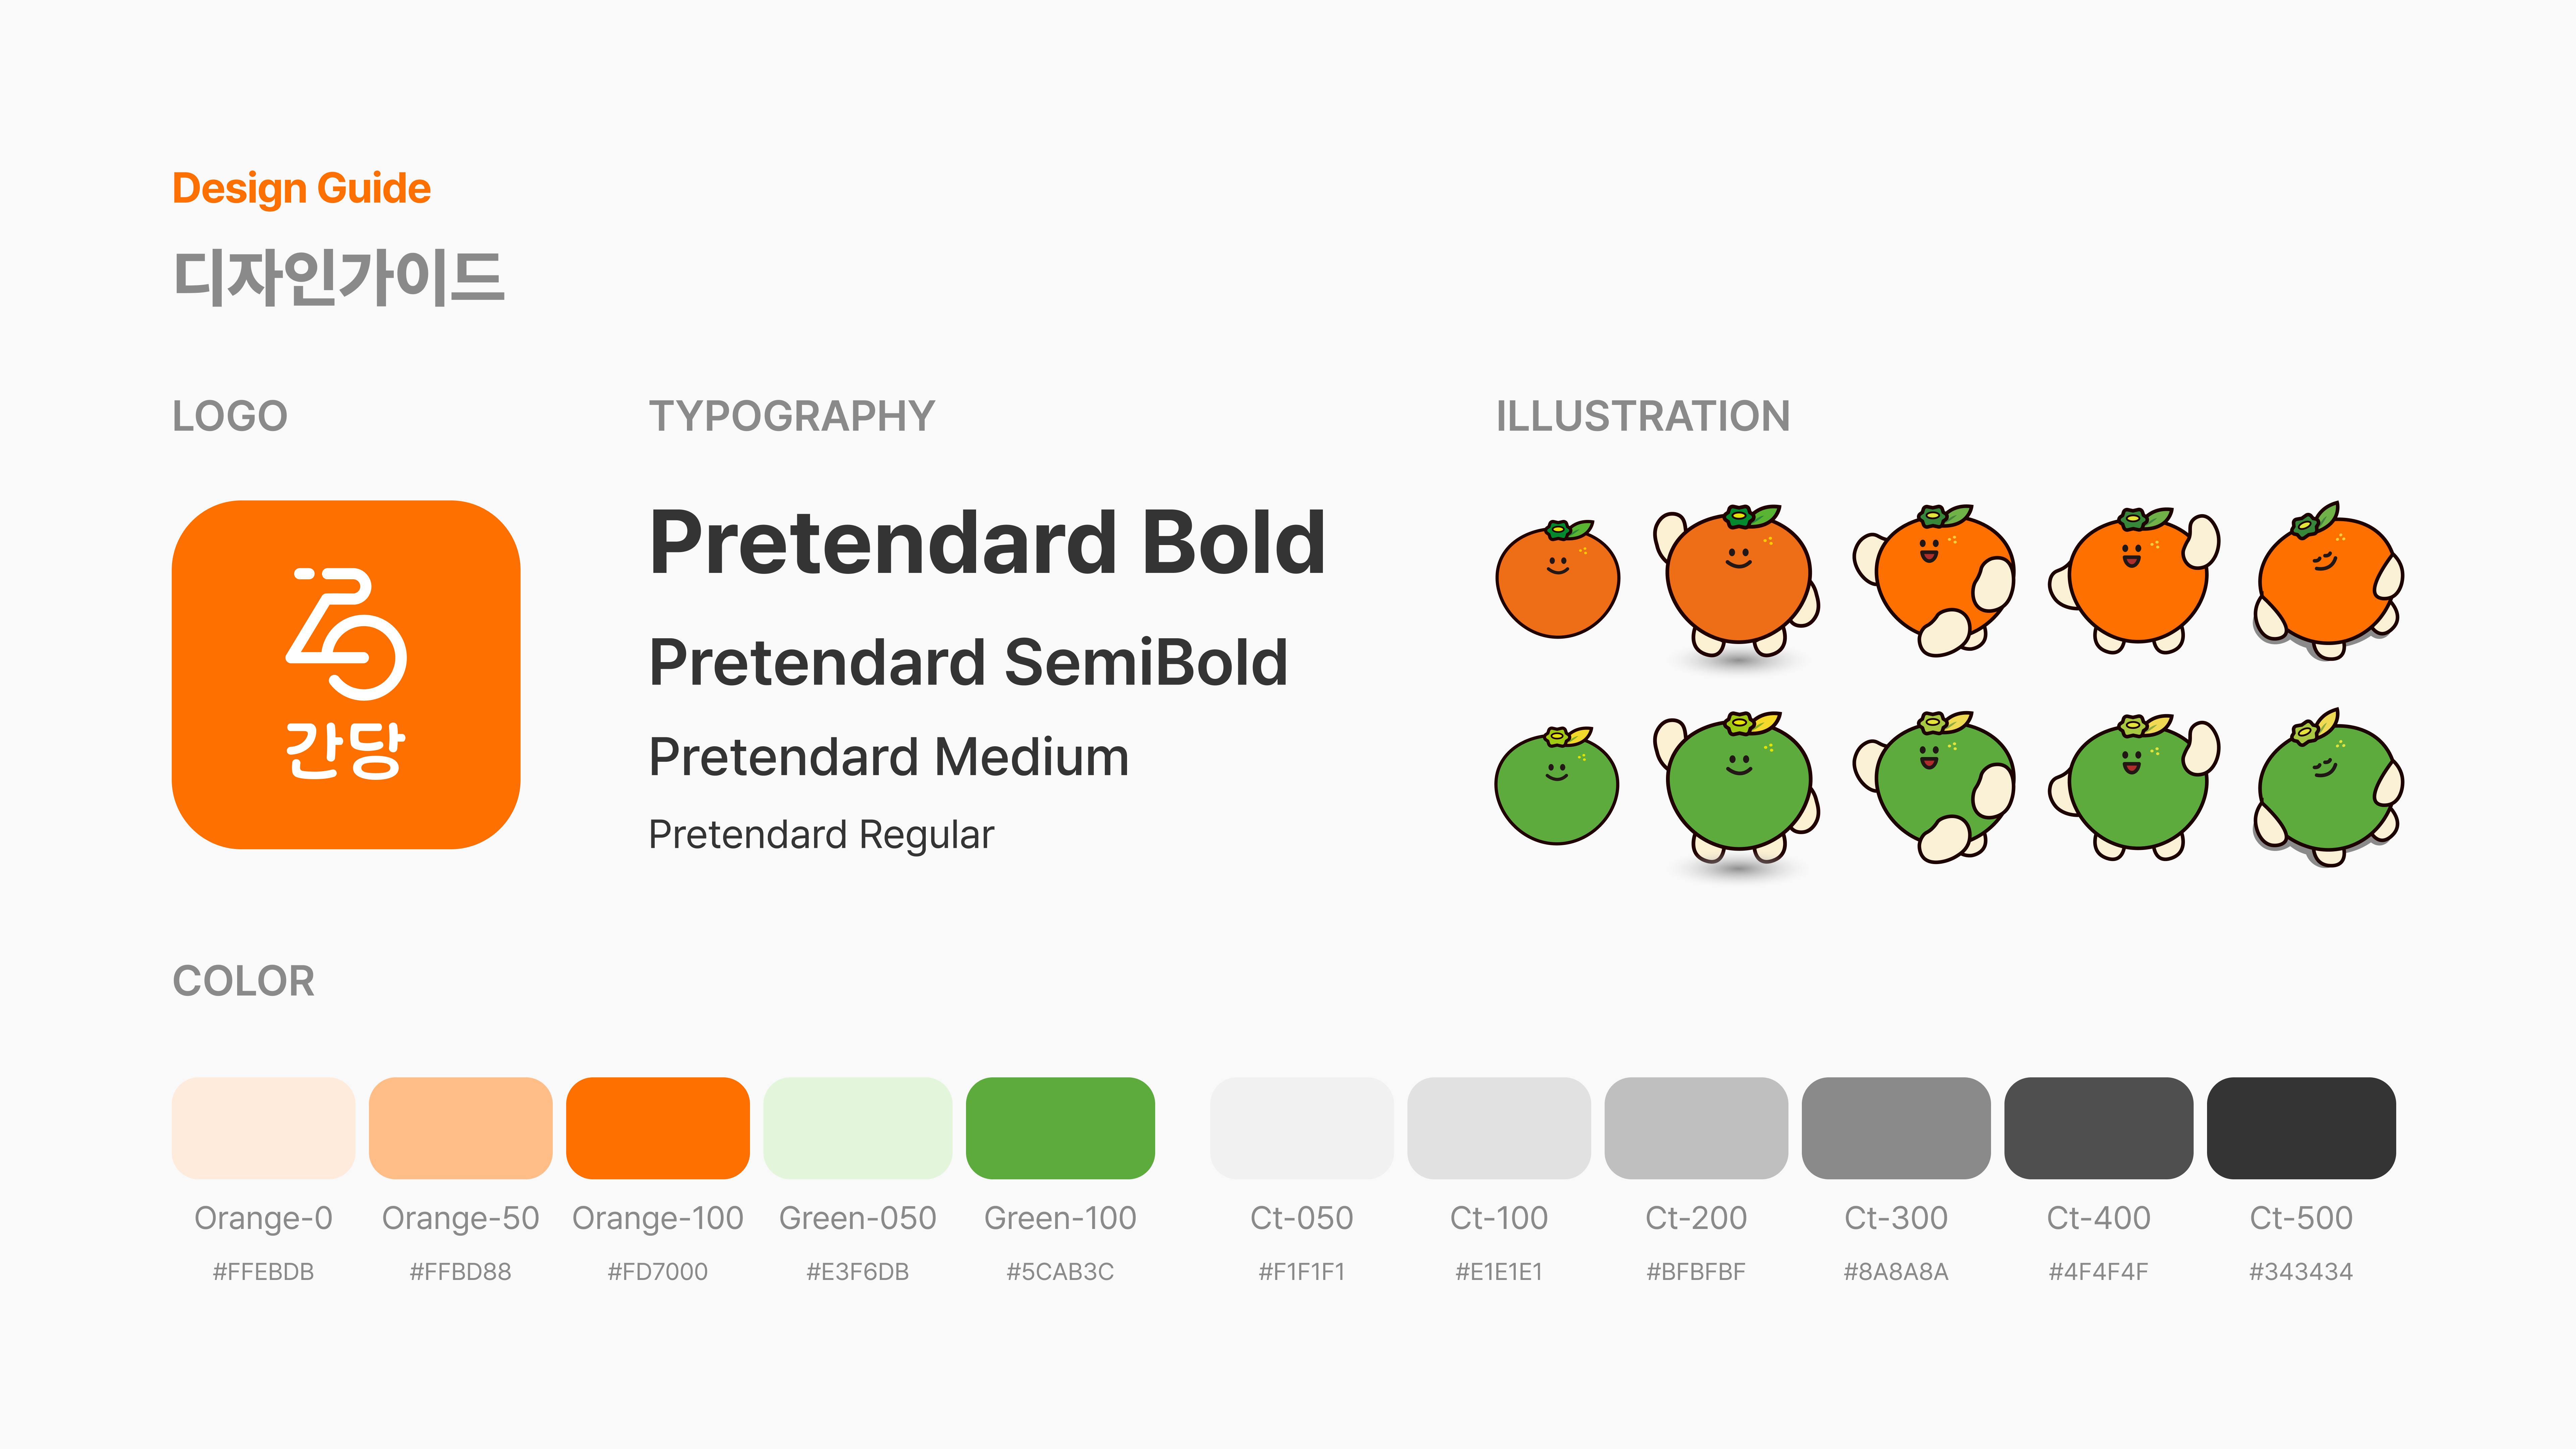 Design Guide
디자인가이드
LOGO
간당
TYPOGRAPHY
Pretendard Bold
Pretendard SemiBold
Pretendard Medium
Pretendard Regular
ILLUSTRATION
COLOR
Orange-0
#FFEBDB
Orange-50
#FFBD88
Orange-100
#FD7000
Green-050
#E3F6DB
Green-100
#5CAB3C
Ct-050
#F1F1F1
Ct-100
#E1E1E1
Ct-200
#BFBFBF
Ct-300
#8A8A8A
Ct-400
#4F4F4F
Ct-500
#343434